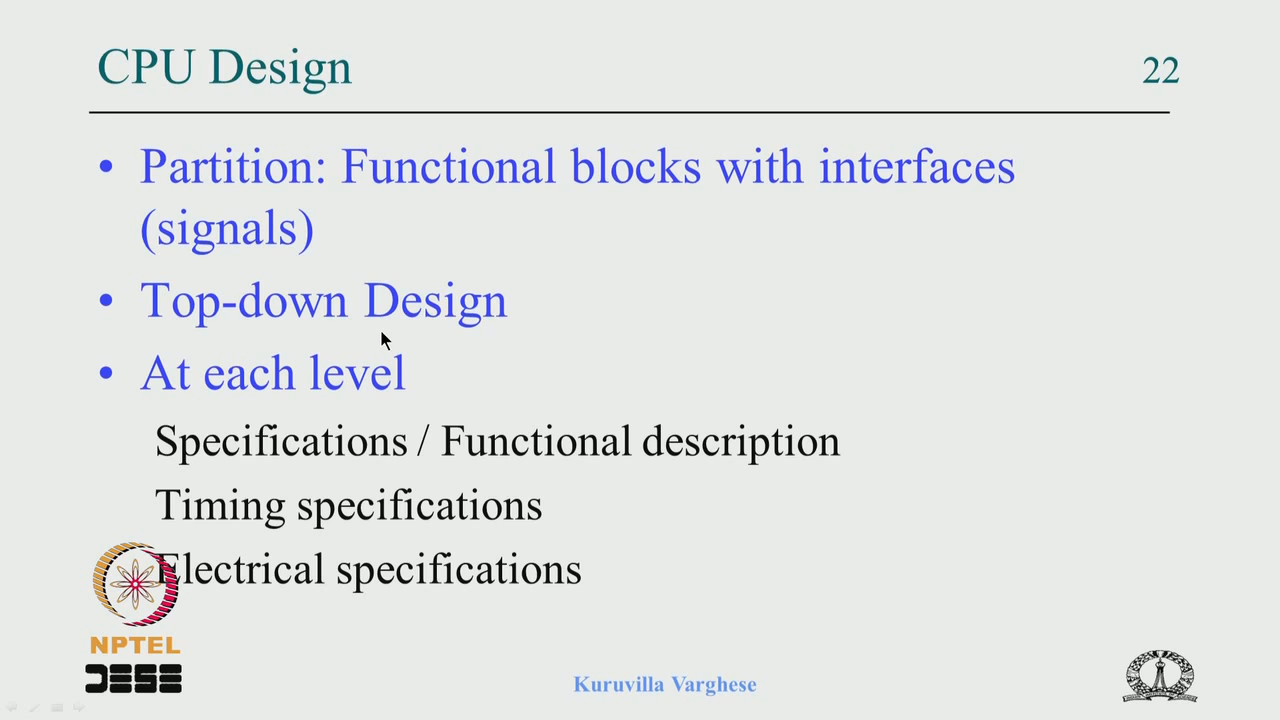 CPU Design
22
• Partition: Functional blocks with interfaces
(signals)
• Top-down Design
• At each level
Specifications / Functional description
Timing specifications
Electrical specifications
NPTEL
DESE
Kuruvilla Varghese